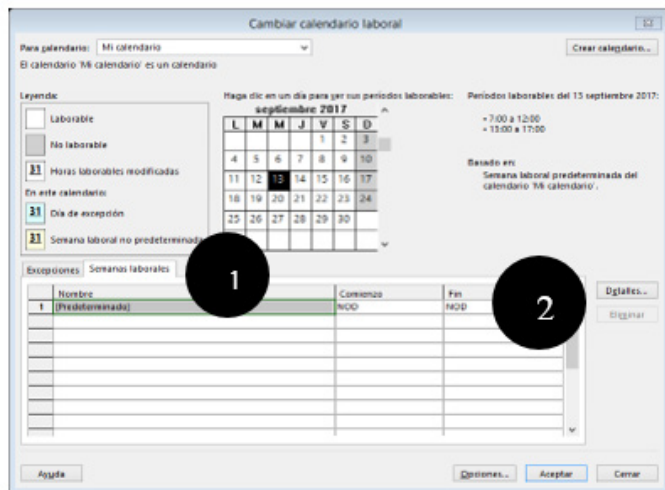 Cambiar calendario laboral
Para calendario: Mi calendario
Crear calendario...
El calendario 'Mi calendario' es un calendario
Leyenda:
Laborable
No laborable
31 Horas laborables modificadas
En este calendario:
31 Día de excepción
31 Semana laboral no predeterminada
Haga clic en un día para ver sus períodos laborables:
septiembre 2017
L M M J V S D
1 2 3
4 5 6 7 8 9 10
11 12 13 14 15 16 17
18 19 20 21 22 23 24
25 26 27 28 29 30
Períodos laborables del 13 septiembre 2017:
• 7:00 a 12:00
• 13:00 a 17:00
Basado en:
Semana laboral predeterminada del
calendario 'Mi calendario'.
Excepciones Semanas laborales
1
2
Nombre Comienzo Fin
1 [Predeterminado] NOD NOD
Detalles...
Eliminar
Ayuda
Opciones... Aceptar Cerrar